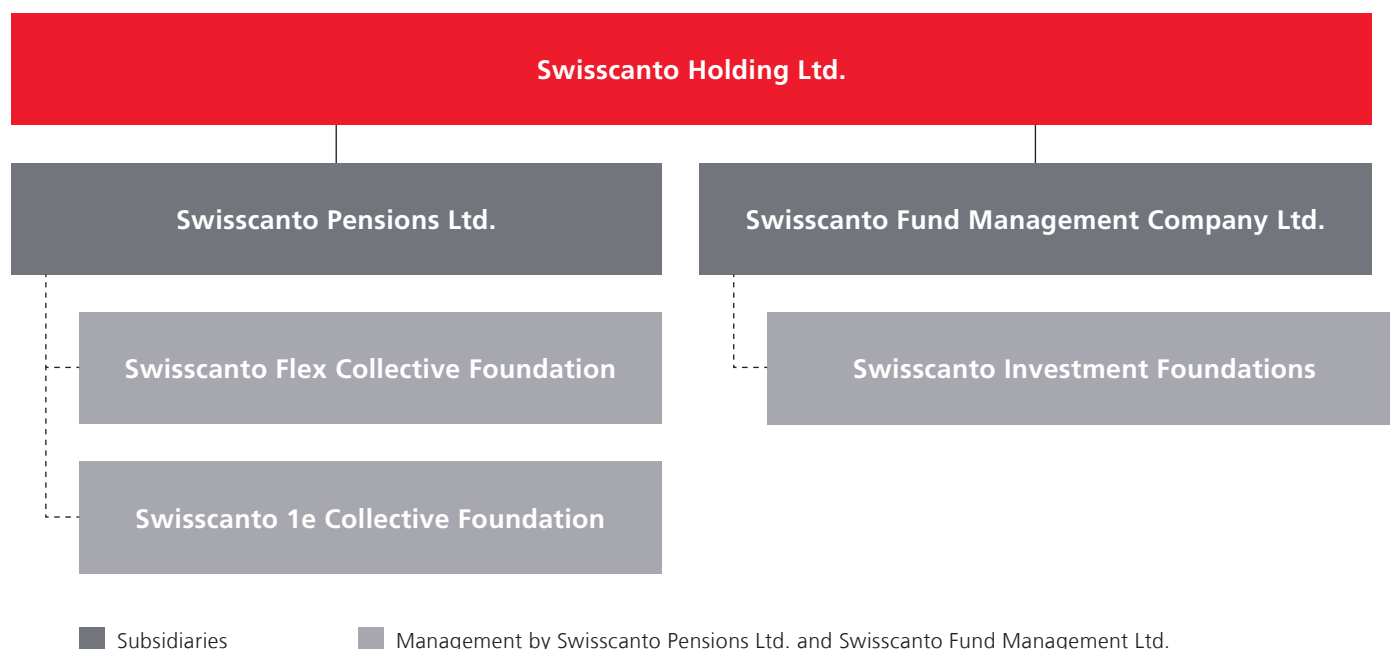 Swisscanto Holding Ltd.
Swisscanto Pensions Ltd.
Swisscanto Fund Management Company Ltd.
Swisscanto Flex Collective Foundation
Swisscanto Investment Foundations
Swisscanto 1e Collective Foundation
Subsidiaries
Management by Swisscanto Pensions Ltd. and Swisscanto Fund Management Ltd.